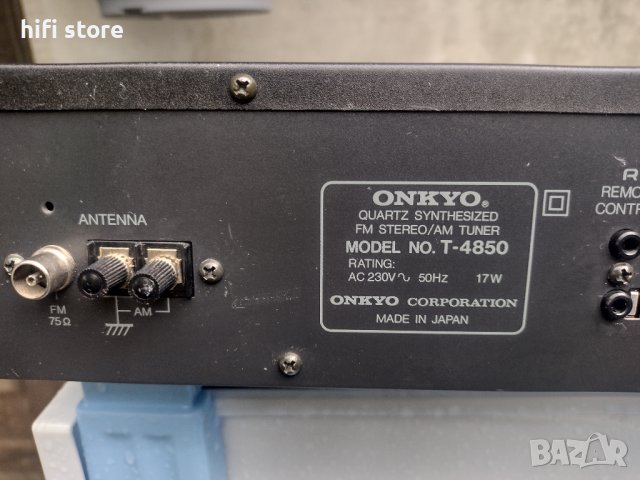 hifi store
ANTENNA
FM
75Ω
AM
ONKYO®
QUARTZ SYNTHESIZED
FM STEREO/AM TUNER
MODEL NO. T-4850
RATING:
AC 230V~ 50Hz 17W
ONKYO CORPORATION
MADE IN JAPAN
R
REMO
CONTR
BAZAR